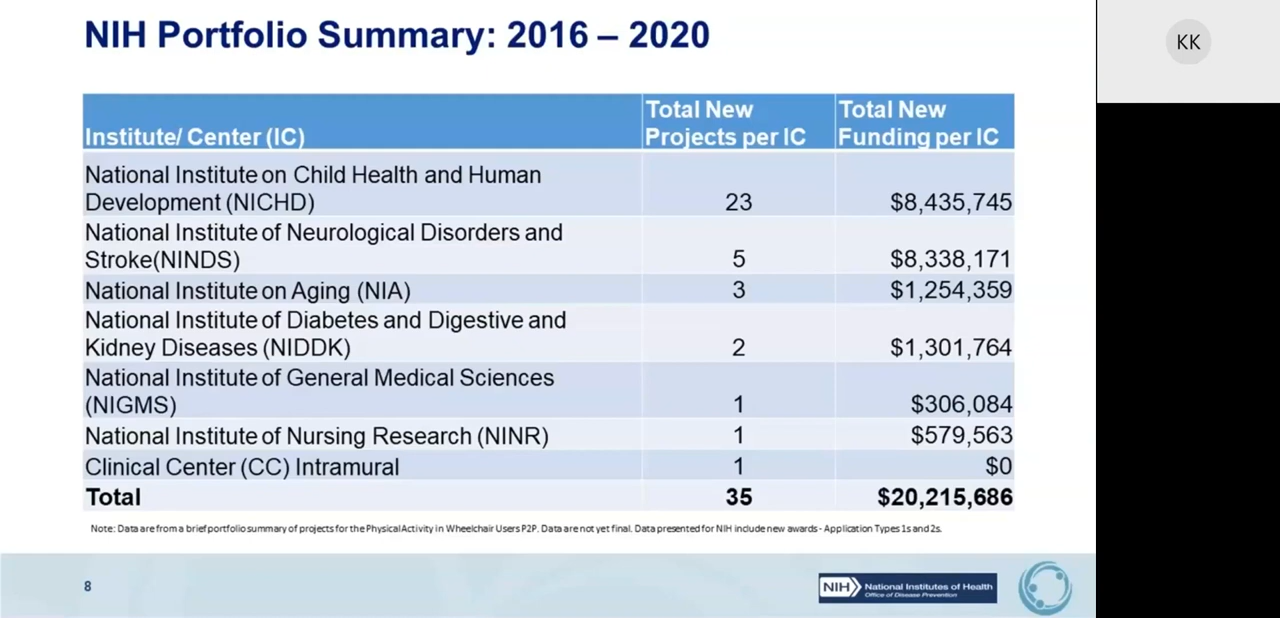 NIH Portfolio Summary: 2016 – 2020
KK
Institute/ Center (IC)
Total New
Projects per IC
Total New
Funding per IC
National Institute on Child Health and Human
Development (NICHD)
23
$8,435,745
National Institute of Neurological Disorders and
Stroke(NINDS)
5
$8,338,171
National Institute on Aging (NIA)
3
$1,254,359
National Institute of Diabetes and Digestive and
Kidney Diseases (NIDDK)
2
$1,301,764
National Institute of General Medical Sciences
(NIGMS)
1
$306,084
National Institute of Nursing Research (NINR)
1
$579,563
Clinical Center (CC) Intramural
1
$0
Total
35
$20,215,686
Note: Data are from a brief portfolio summary of projects for the Physical Activity in Wheelchair Users P2P. Data are not yet final. Data presented for NIH include new awards - Application Types 1s and 2s.
8
NIH
National Institutes of Health
Office of Disease Prevention